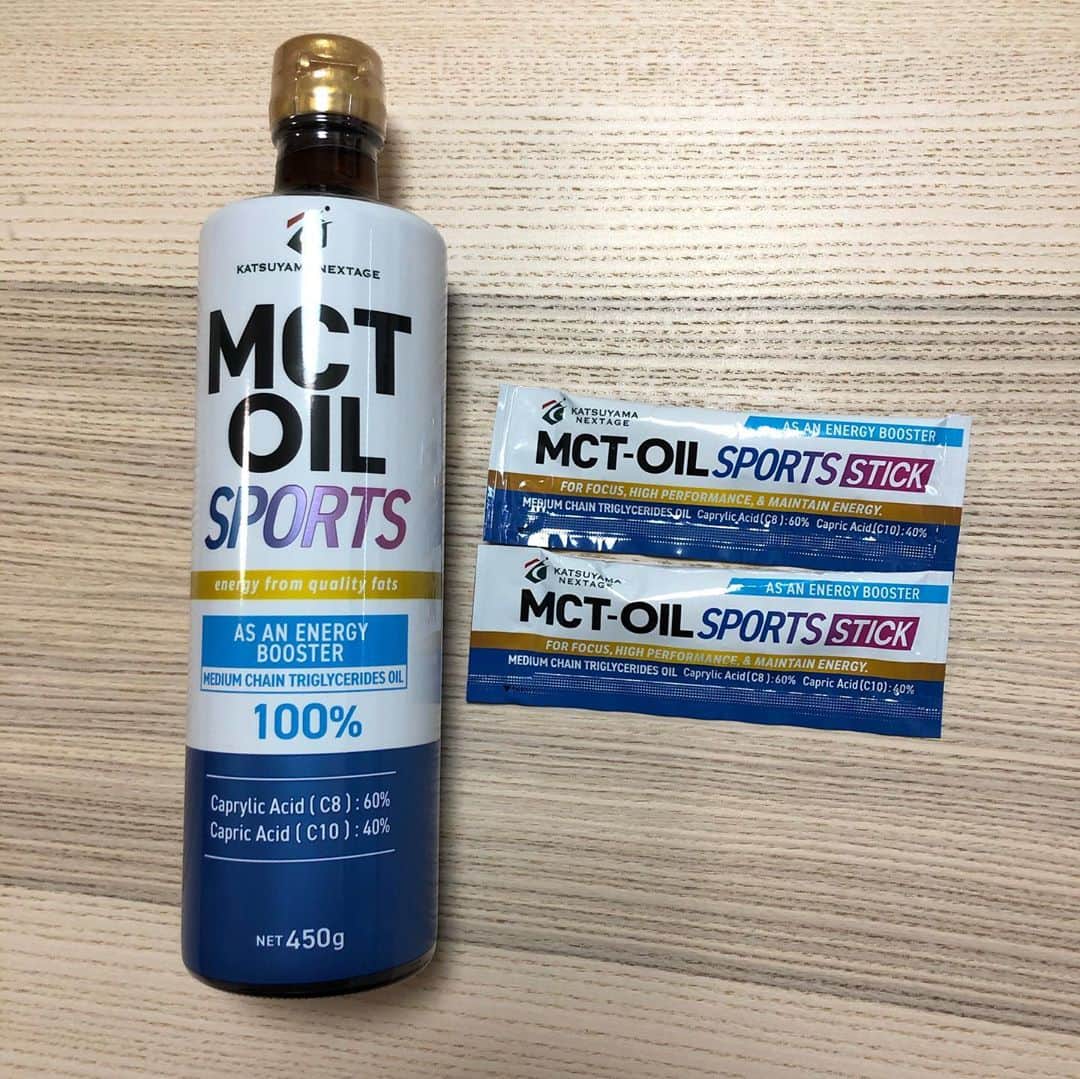 KATSUYAMA NEXTAGE
MCT
OIL
SPORTS
energy from quality fats
AS AN ENERGY
BOOSTER
MEDIUM CHAIN TRIGLYCERIDES OIL
100%
Caprylic Acid ( C8 ) : 60%
Capric Acid ( C10 ) : 40%
NET 450g
KATSUYAMA
NEXTAGE
AS AN ENERGY BOOSTER
MCT-OIL SPORTS STICK
FOR FOCUS, HIGH PERFORMANCE, & MAINTAIN ENERGY.
MEDIUM CHAIN TRIGLYCERIDES OIL Caprylic Acid (C8) : 60% Capric Acid (C10) : 40%
KATSUYAMA
NEXTAGE
AS AN ENERGY BOOSTER
MCT-OIL SPORTS STICK
FOR FOCUS, HIGH PERFORMANCE, & MAINTAIN ENERGY.
MEDIUM CHAIN TRIGLYCERIDES OIL Caprylic Acid (C8) : 60% Capric Acid (C10) : 40%